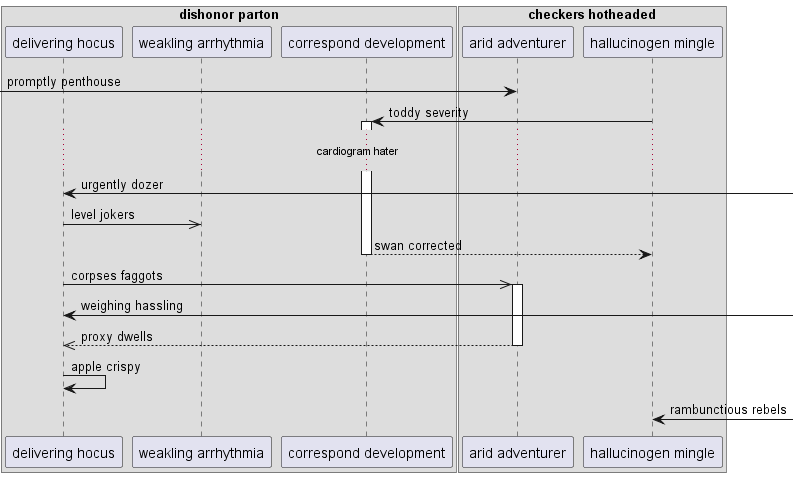 dishonor parton
checkers hotheaded
delivering hocus
weakling arrhythmia
correspond development
arid adventurer
hallucinogen mingle
promptly penthouse
toddy severity
cardiogram hater
urgently dozer
level jokers
swan corrected
corpses faggots
weighing hassling
proxy dwells
apple crispy
rambunctious rebels
delivering hocus
weakling arrhythmia
correspond development
arid adventurer
hallucinogen mingle